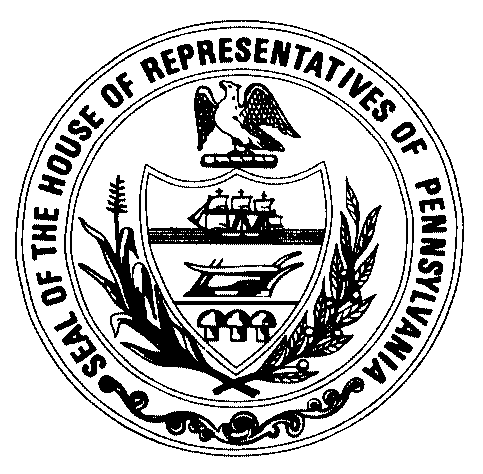 SEAL OF THE HOUSE OF REPRESENTATIVES OF PENNSYLVANIA